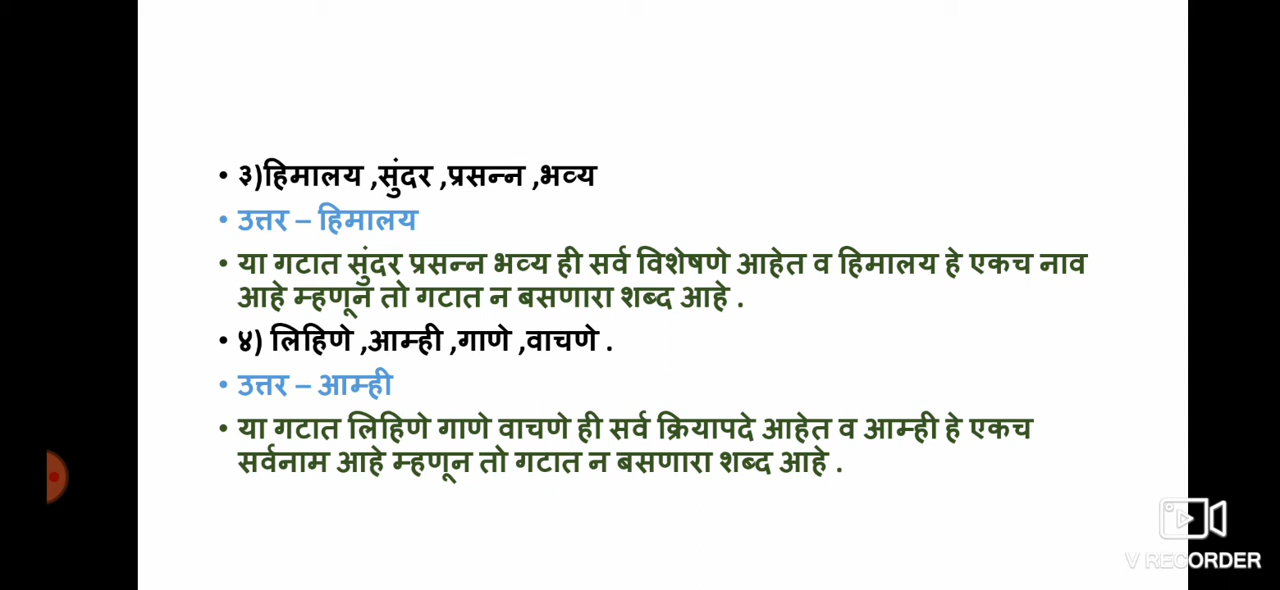 • ३)हिमालय ,सुंदर ,प्रसन्न ,भव्य
• उत्तर – हिमालय
• या गटात सुंदर प्रसन्न भव्य ही सर्व विशेषणे आहेत व हिमालय हे एकच नाव
आहे म्हणून तो गटात न बसणारा शब्द आहे .
• ४) लिहिणे ,आम्ही ,गाणे ,वाचणे .
• उत्तर – आम्ही
• या गटात लिहिणे गाणे वाचणे ही सर्व क्रियापदे आहेत व आम्ही हे एकच
सर्वनाम आहे म्हणून तो गटात न बसणारा शब्द आहे .
V RECORDER